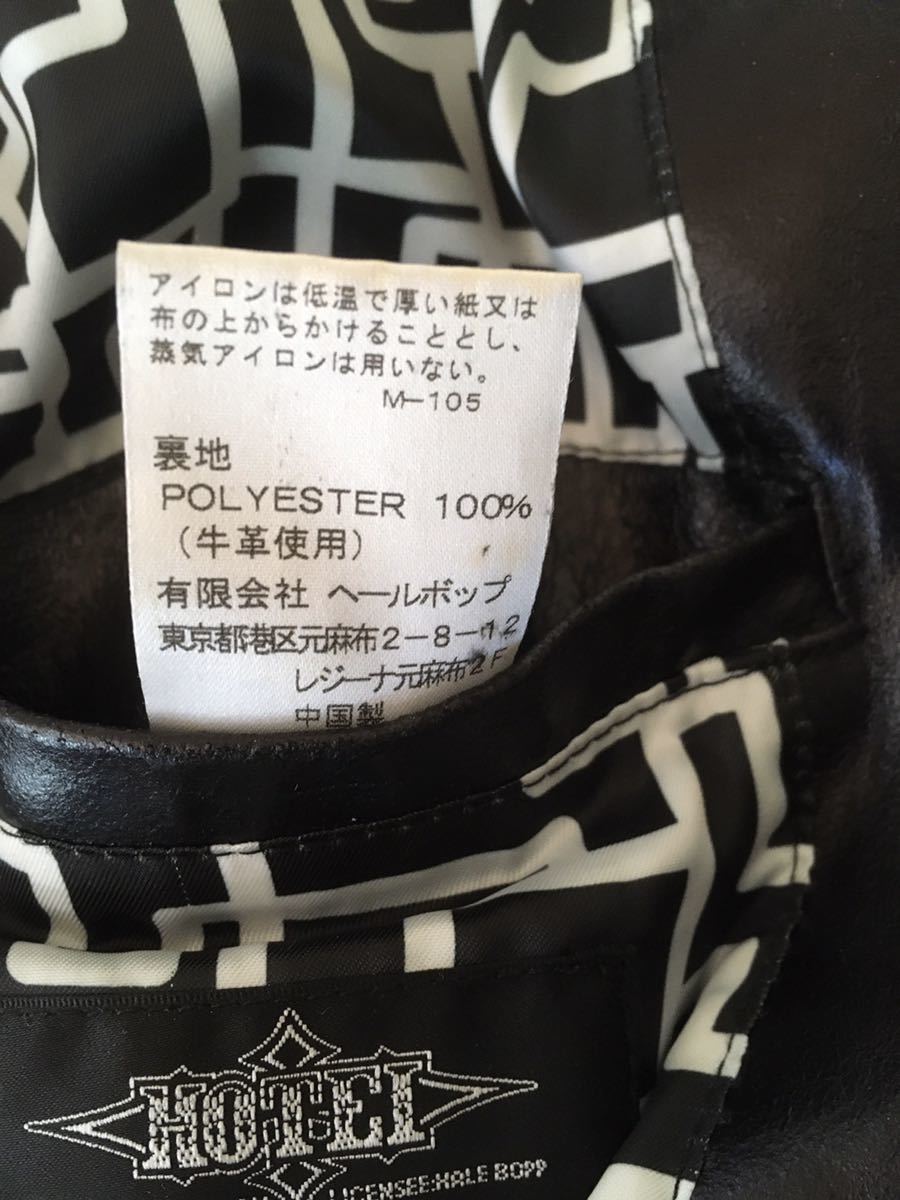 アイロンは低温で厚い紙又は
布の上からかけることとし、
蒸気アイロンは用いない。
M-105
裏地
POLYESTER 100%
(牛革使用)
有限会社 ヘールボップ
東京都港区元麻布2-8-12
レジーナ元麻布2F
中国製
HOTEI
LICENSEE:HALE BOPP